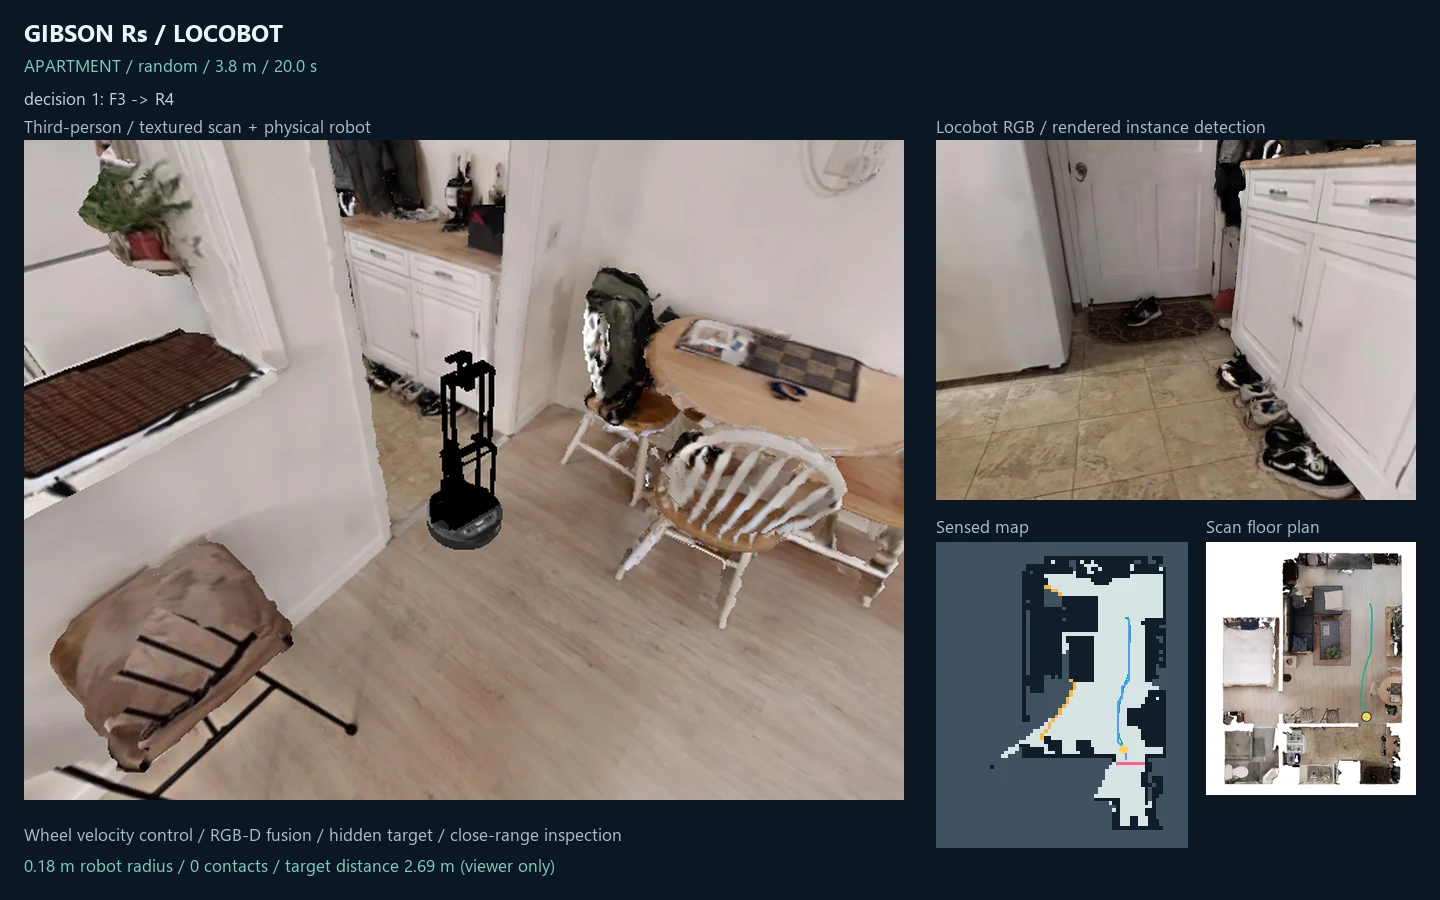 GIBSON Rs / LOCOBOT
APARTMENT / random / 3.8 m / 20.0 s
decision 1: F3 -> R4
Third-person / textured scan + physical robot
Locobot RGB / rendered instance detection
Sensed map
Scan floor plan
Wheel velocity control / RGB-D fusion / hidden target / close-range inspection
0.18 m robot radius / 0 contacts / target distance 2.69 m (viewer only)